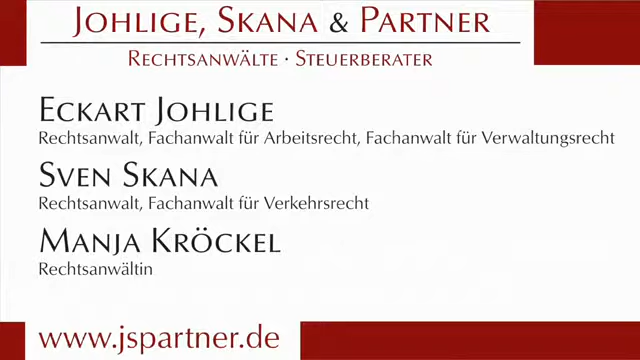 Johlige, Skana & Partner
Rechtsanwälte · Steuerberater
Eckart Johlige
Rechtsanwalt, Fachanwalt für Arbeitsrecht, Fachanwalt für Verwaltungsrecht
Sven Skana
Rechtsanwalt, Fachanwalt für Verkehrsrecht
Manja Kröckel
Rechtsanwältin
www.jspartner.de